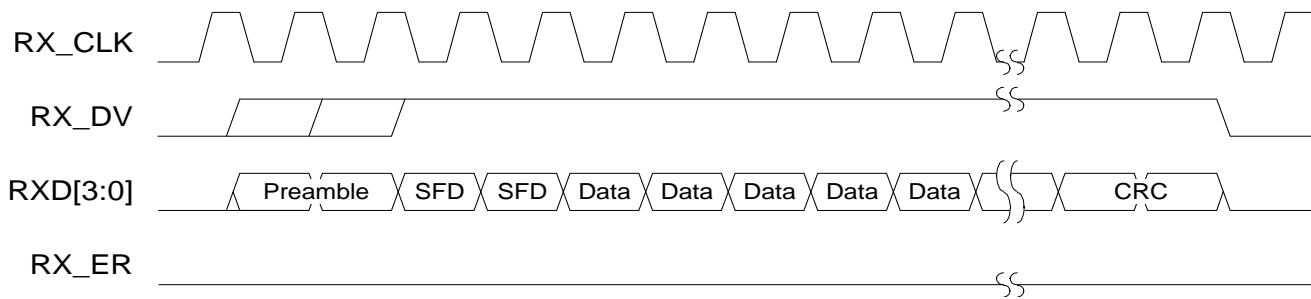 RX_CLK
RX_DV
RXD[3:0] Preamble SFD SFD Data Data Data Data Data CRC
RX_ER